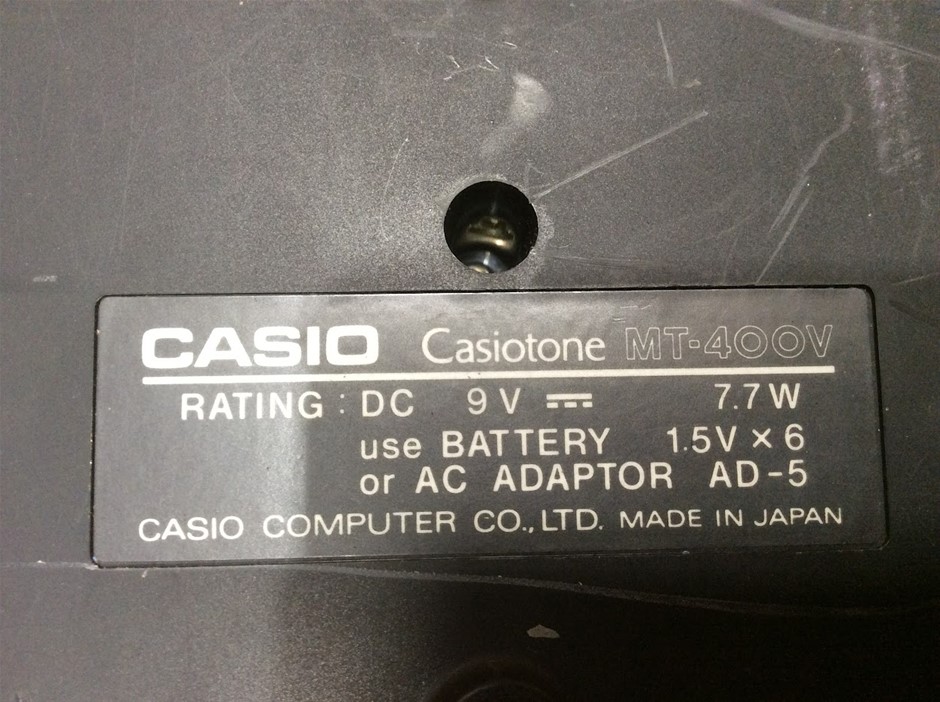 CASIO Casiotone MT-400V
RATING : DC 9V ⎓ 7.7W
use BATTERY 1.5V × 6
or AC ADAPTOR AD-5
CASIO COMPUTER CO.,LTD. MADE IN JAPAN